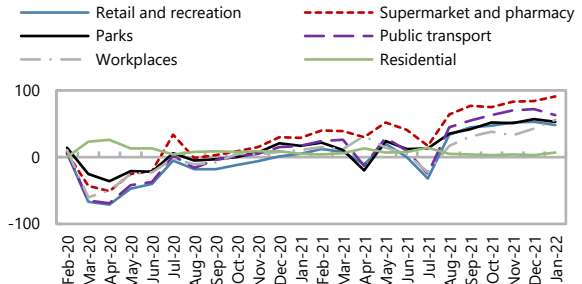 Retail and recreation
Supermarket and pharmacy
Parks
Public transport
Workplaces
Residential
100
0
-100
Feb-20
Mar-20
Apr-20
May-20
Jun-20
Jul-20
Aug-20
Sep-20
Oct-20
Nov-20
Dec-20
Jan-21
Feb-21
Mar-21
Apr-21
May-21
Jun-21
Jul-21
Aug-21
Sep-21
Oct-21
Nov-21
Dec-21
Jan-22